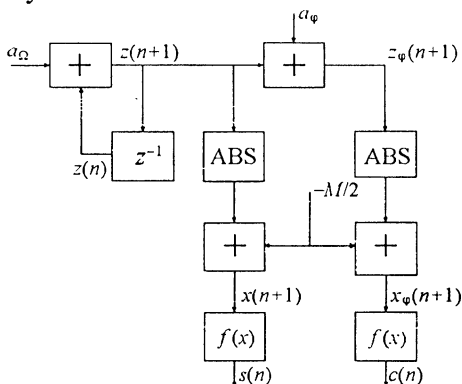 a_φ
a_Ω
+
z(n+1)
+
z_φ(n+1)
z(n)
z⁻¹
ABS
ABS
−M/2
+
+
x(n+1)
x_φ(n+1)
f(x)
f(x)
s(n)
c(n)